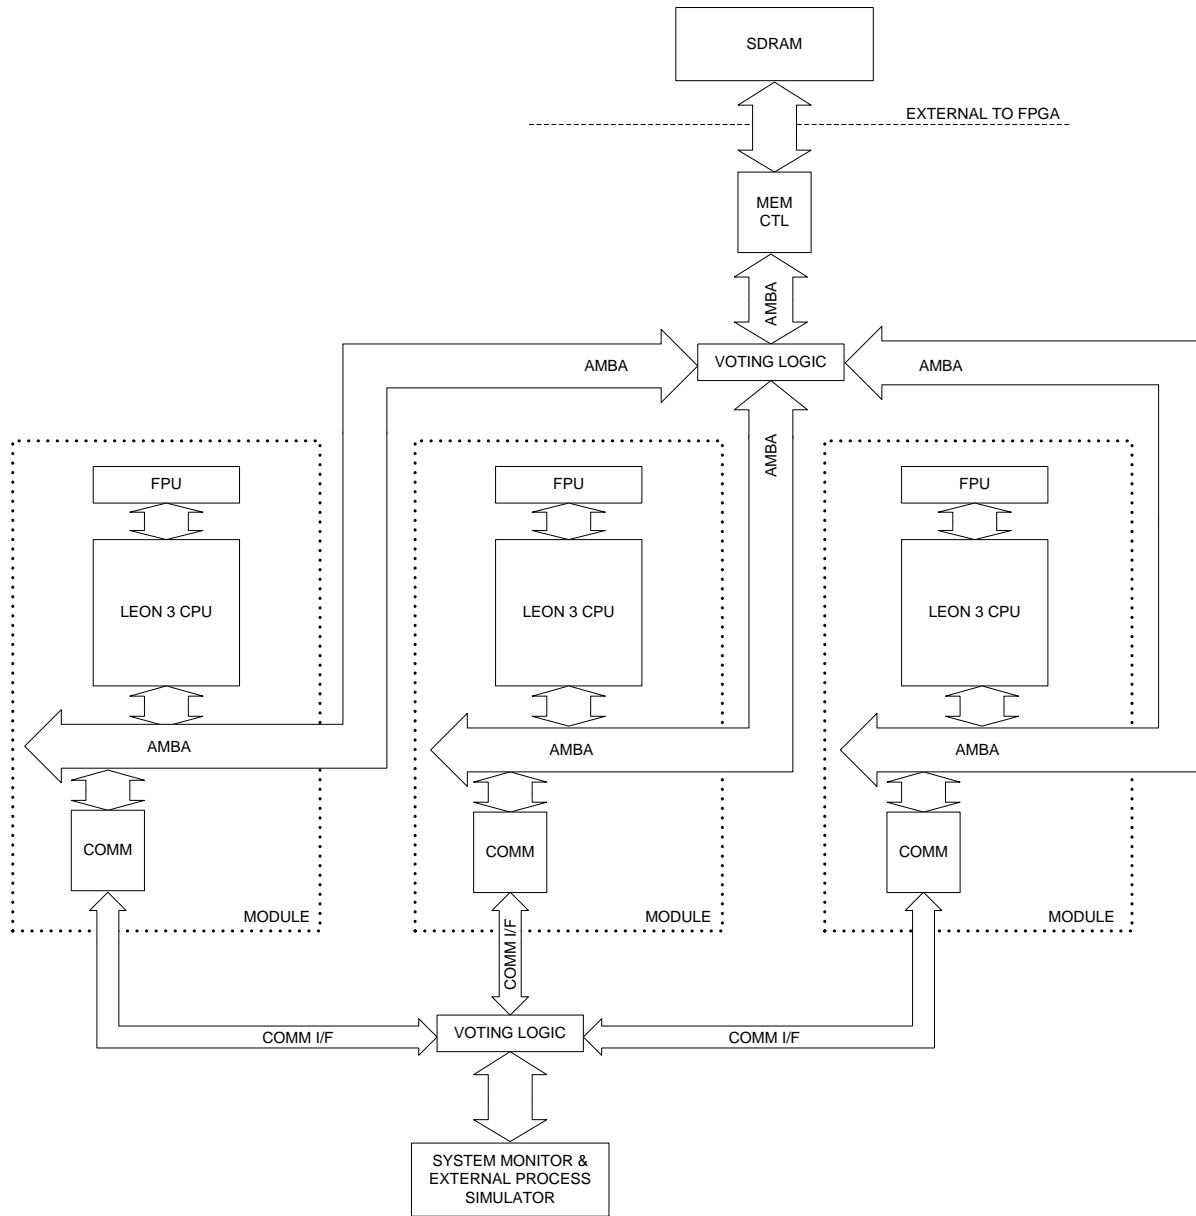 SDRAM
EXTERNAL TO FPGA
MEM
CTL
AMBA
AMBA
VOTING LOGIC
AMBA
AMBA
FPU
FPU
FPU
LEON 3 CPU
LEON 3 CPU
LEON 3 CPU
AMBA
AMBA
AMBA
COMM
COMM
COMM
MODULE
MODULE
MODULE
COMM I/F
COMM I/F
VOTING LOGIC
COMM I/F
SYSTEM MONITOR &
EXTERNAL PROCESS
SIMULATOR